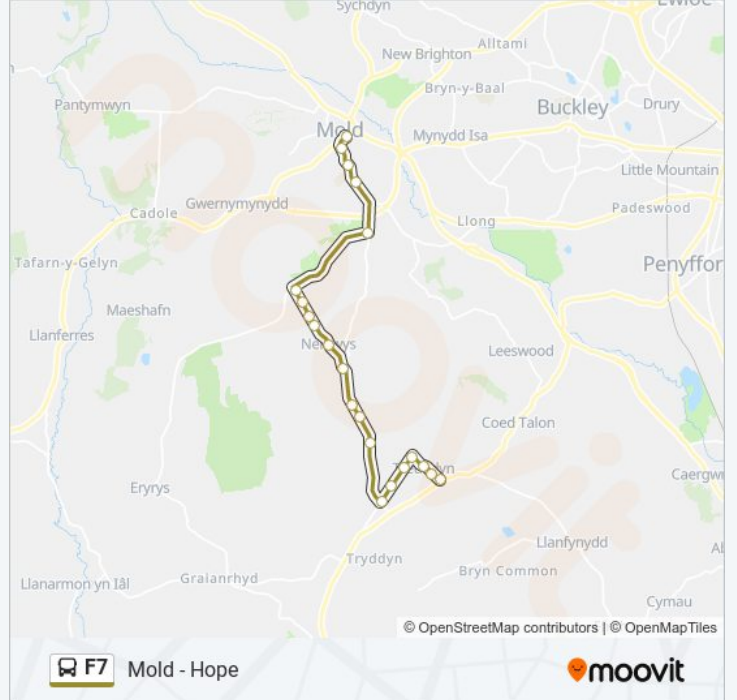 Sychdyn
Ewloe
New Brighton
Alltami
Bryn-y-Baal
Pantymwyn
Buckley
Drury
Mold
Mynydd Isa
Little Mountain
Gwernymynydd
Padeswood
Cadole
Llong
Tafarn-y-Gelyn
Penyffor
Maeshafn
Llanferres
Leeswood
Coed Talon
Caergw
Eryrys
Llanfynydd
Tryddyn
Bryn Common
Llanarmon yn Iâl
Graianrhyd
Cymau
© OpenStreetMap contributors | © OpenMapTiles
F7 Mold - Hope
moovit